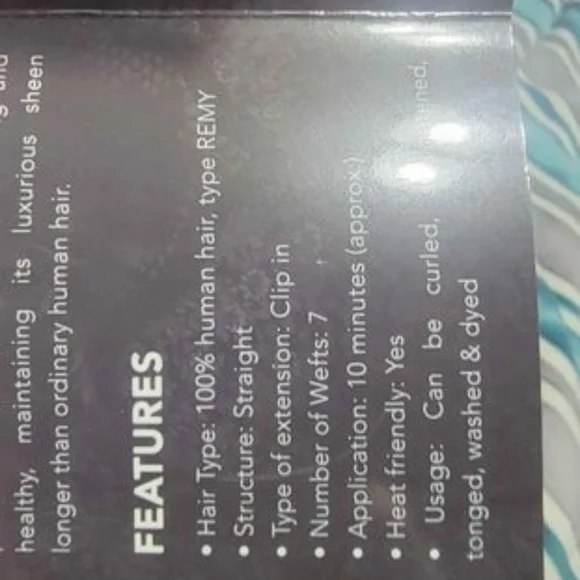 healthy, maintaining its luxurious sheen
longer than ordinary human hair.
FEATURES
• Hair Type: 100% human hair, type REMY
• Structure: Straight
• Type of extension: Clip in
• Number of Wefts: 7
• Application: 10 minutes (approx.)
• Heat friendly: Yes
• Usage: Can be curled,
tonged, washed & dyed